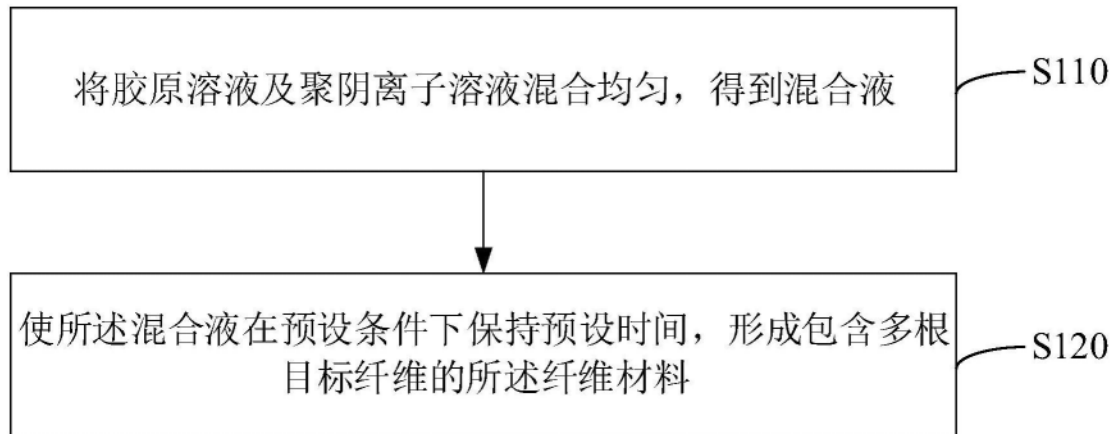 将胶原溶液及聚阴离子溶液混合均匀，得到混合液
S110
使所述混合液在预设条件下保持预设时间，形成包含多根
目标纤维的所述纤维材料
S120